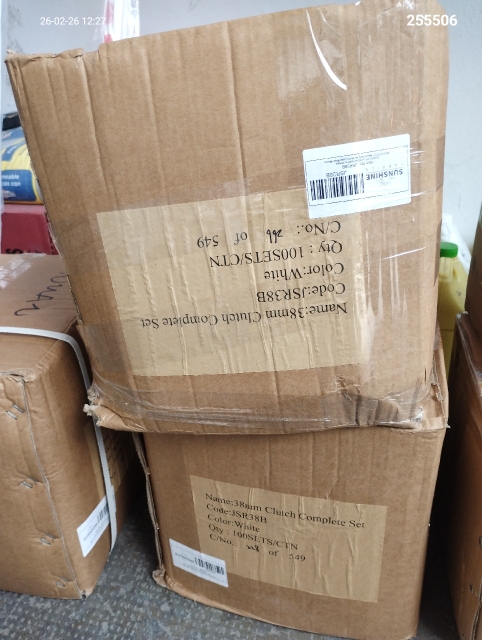 26-02-26 12:27
255506
SUNSHINE
JSR38B
Name:38mm Clutch Complete Set
Code:JSR38B
Color:White
Qty : 100SETS/CTN
C/No.: of 549
Name:38mm Clutch Complete Set
Code:JSR38B
Color:White
Qty : 100SETS/CTN
C/No.: of 549